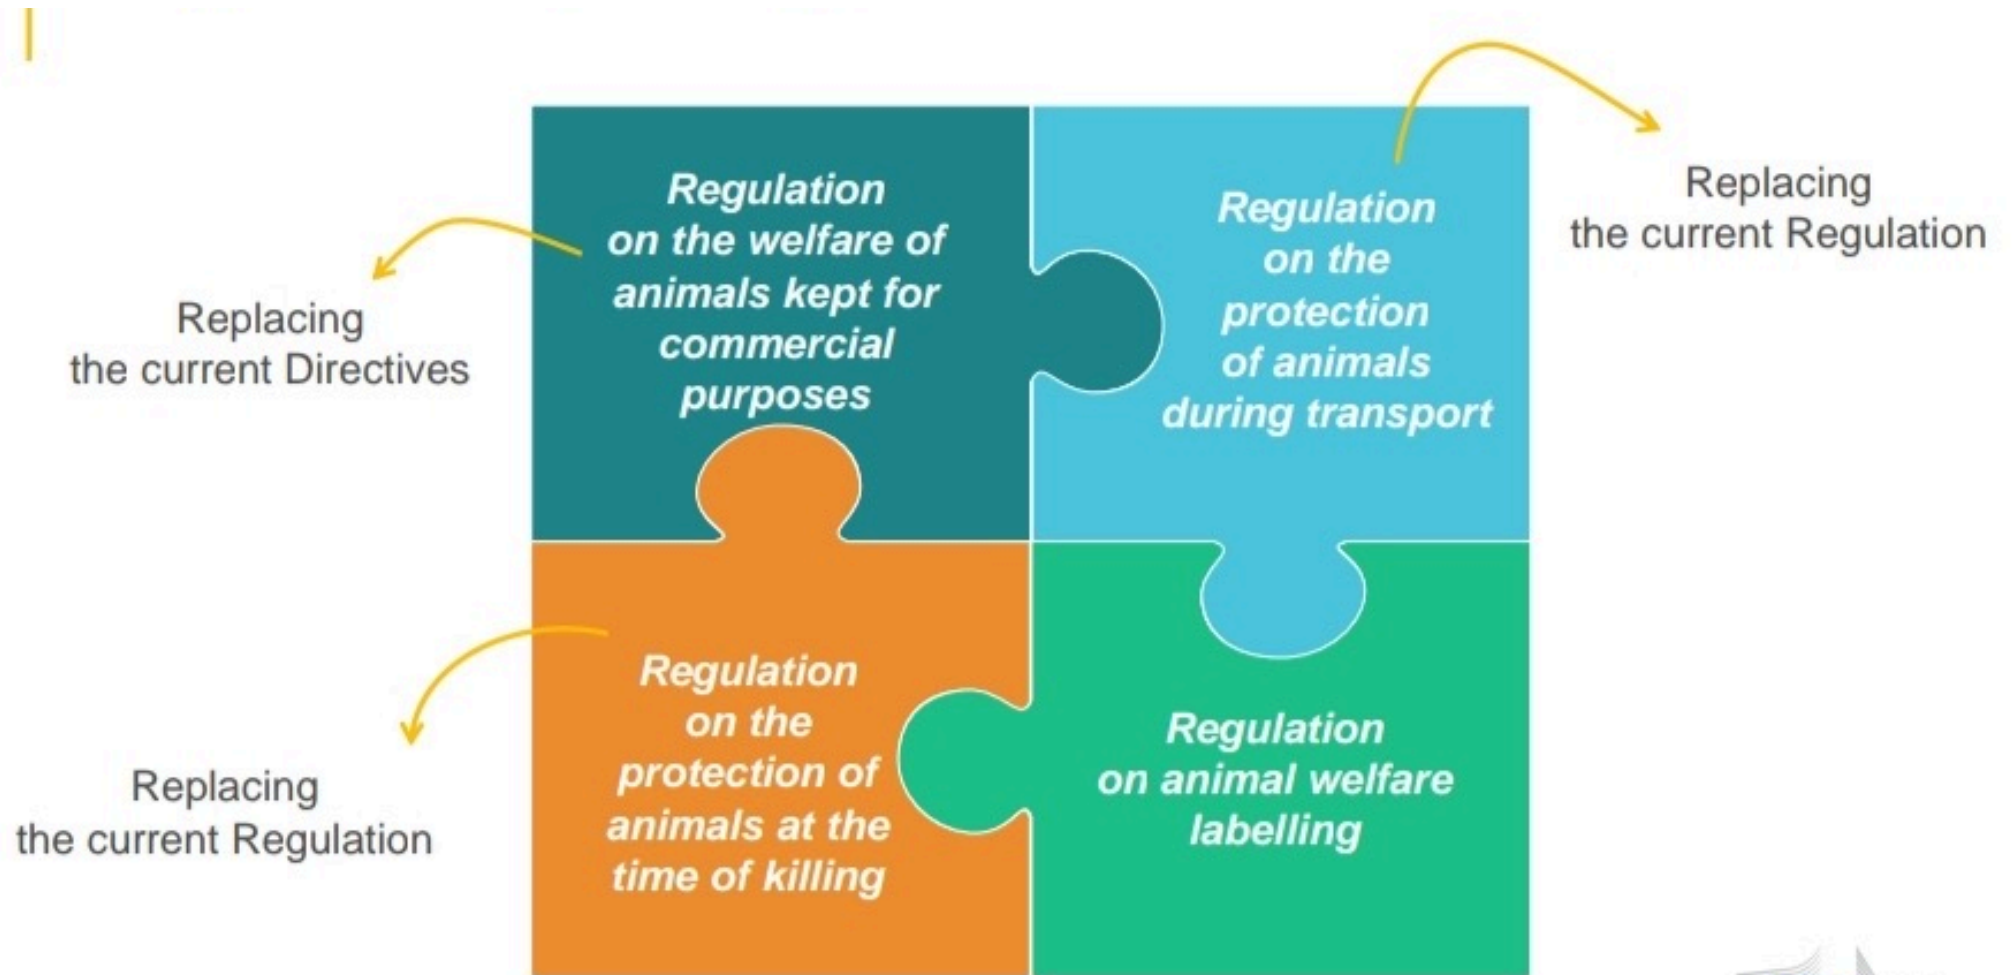 Regulation
on the welfare of
animals kept for
commercial
purposes
Regulation
on the
protection
of animals
during transport
Replacing
the current Regulation
Replacing
the current Directives
Regulation
on the
protection of
animals at the
time of killing
Regulation
on animal welfare
labelling
Replacing
the current Regulation